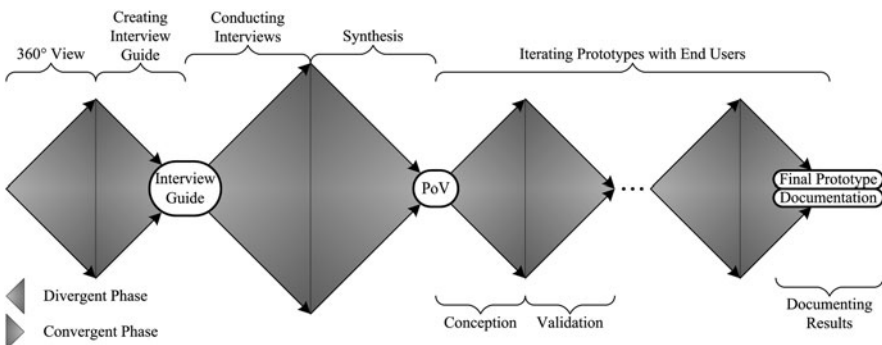 360° View
Creating
Interview
Guide
Conducting
Interviews
Synthesis
Iterating Prototypes with End Users
Interview
Guide
PoV
...
Final Prototype
Documentation
Divergent Phase
Convergent Phase
Conception
Validation
Documenting
Results